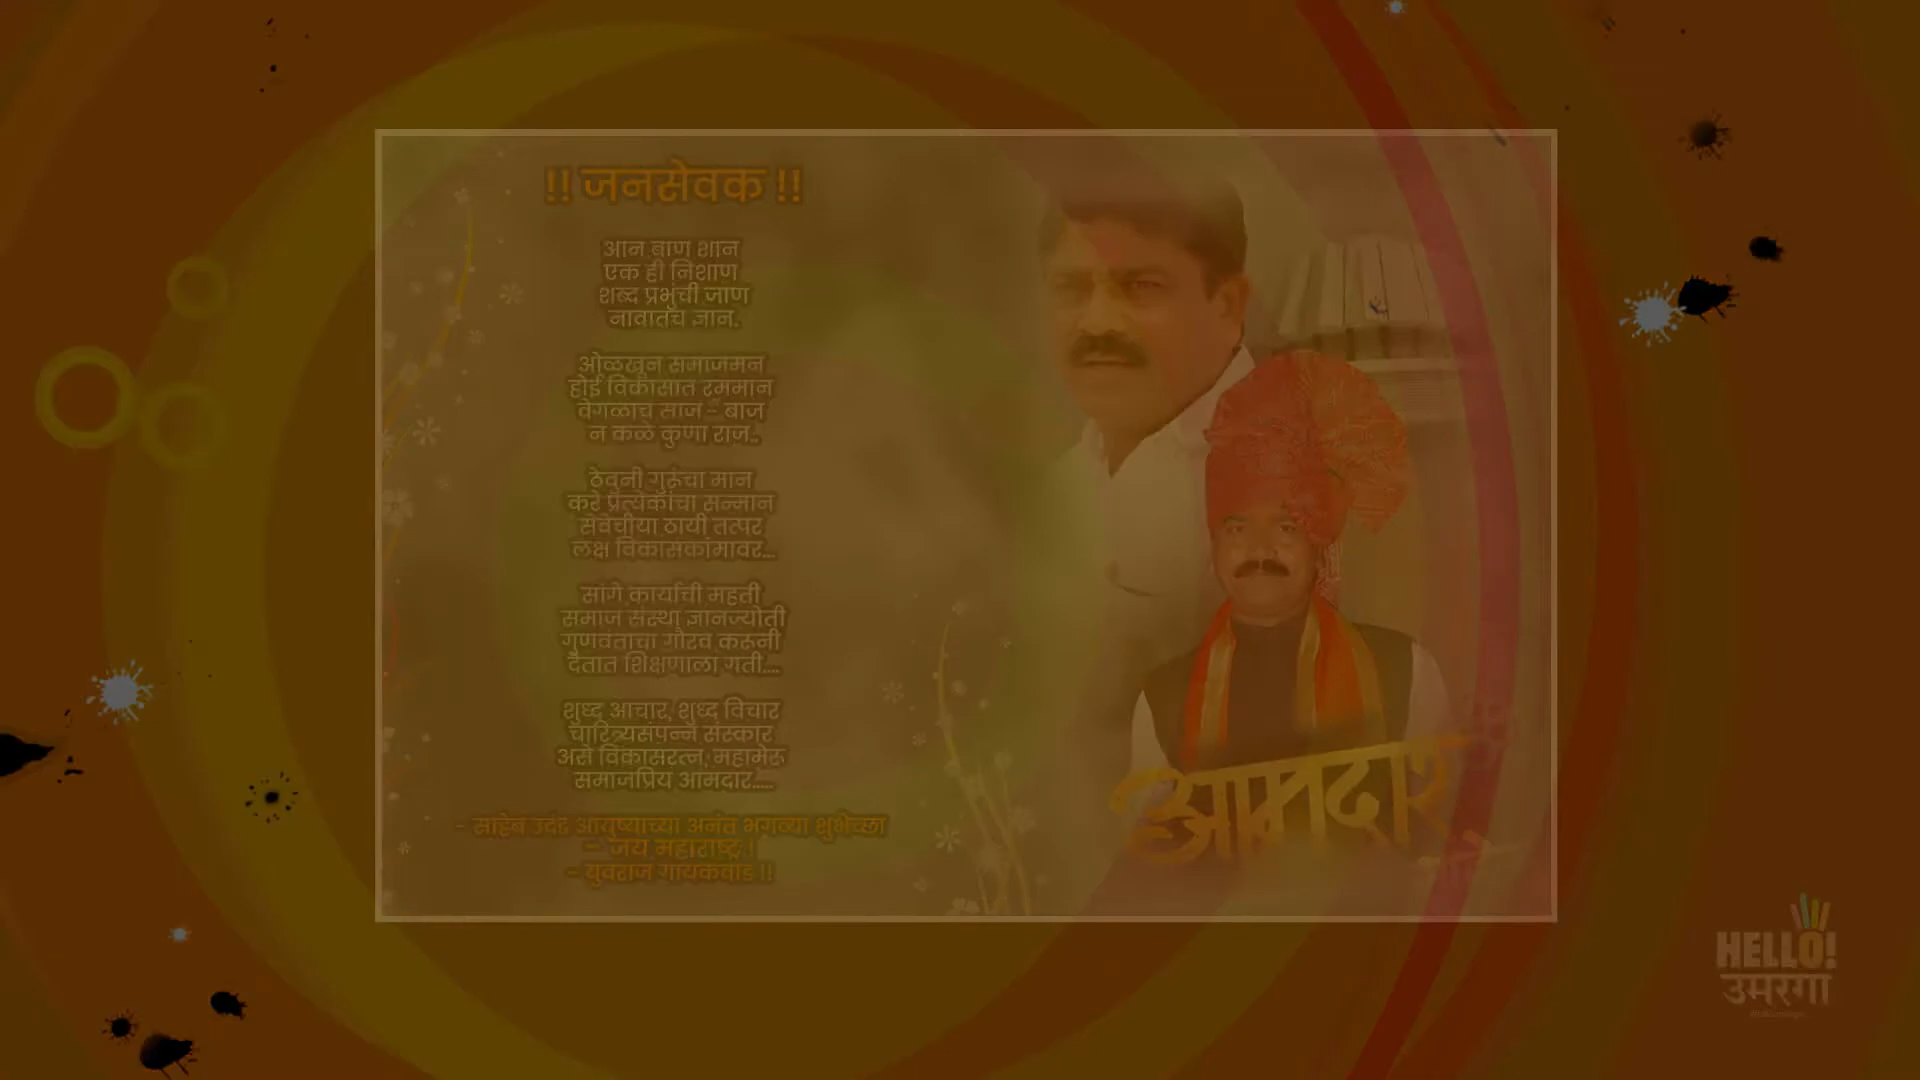 !! जनसेवक !!
आन बाण शान
एक ही निशाण
शब्द प्रभुंची जाण
नावातच ज्ञान.
ओळखुन समाजमन
होई विकासात रममान
वेगळाच साज - बाज
न कळे कुणा राज..
ठेवुनी गुरूंचा मान
करे प्रत्येकांचा सन्मान
सेवेचीया ठायी तत्पर
लक्ष विकासकामावर...
सांगे कार्याची महती
समाज संस्था ज्ञानज्योती
गुणवंताचा गौरव करूनी
देतात शिक्षणाला गती....
शुध्द आचार, शुध्द विचार
चारित्र्यसंपन्न संस्कार
असे विकासरत्न, महामेरू
समाजप्रिय आमदार.....
- साहेब उदंड आयुष्याच्या अनंत भगव्या शुभेच्छा
- जय महाराष्ट्र !
- युवराज गायकवाड !!
आमदार
HELLO!
उमरगा